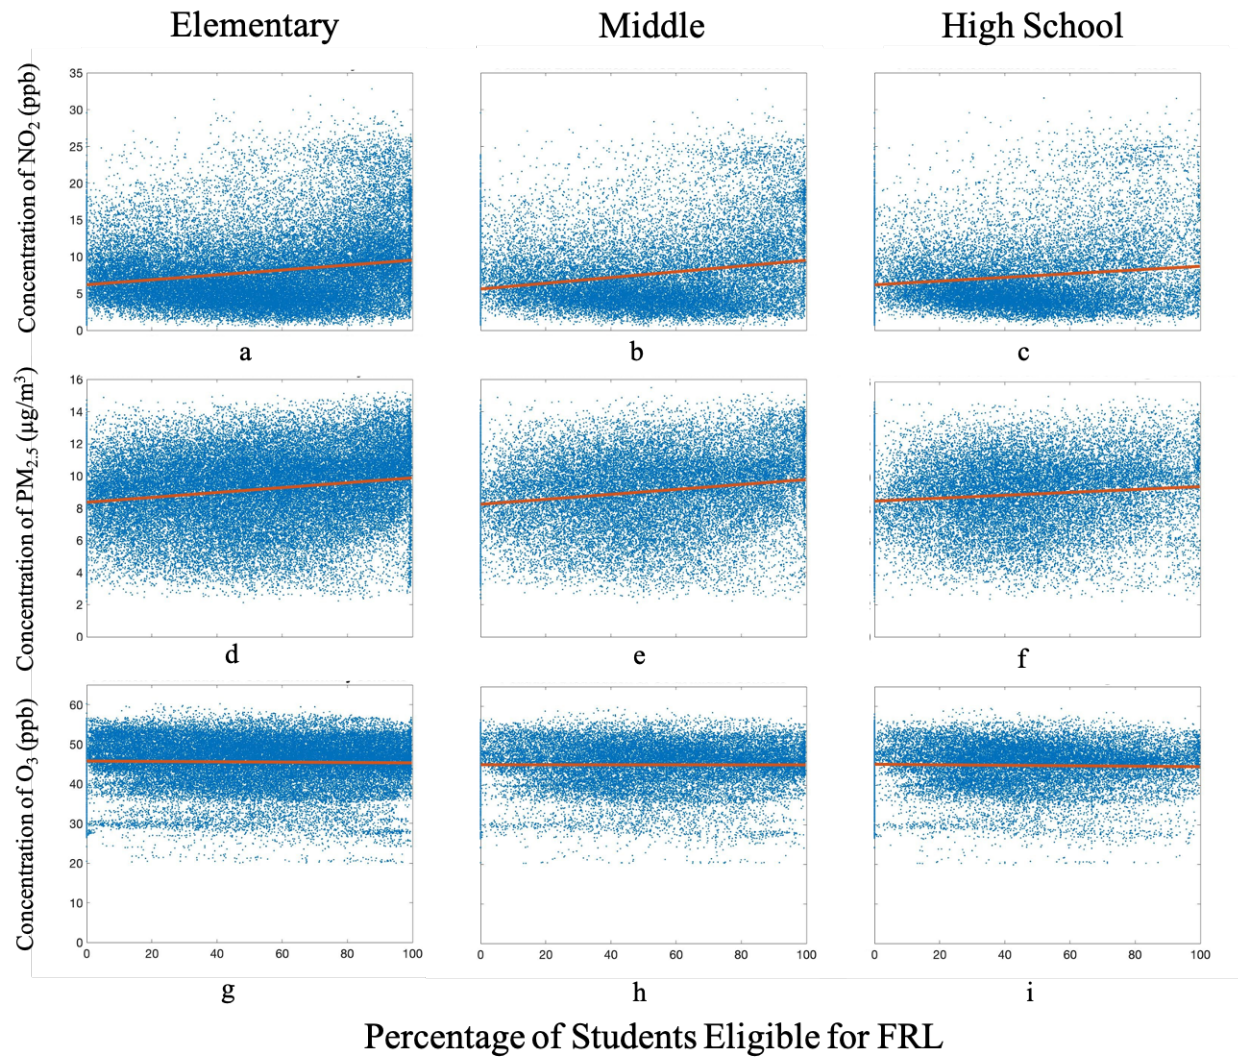 Elementary Middle High School
Concentration of NO2 (ppb)
35
30
25
20
15
10
5
0
a b c
Concentration of PM2.5 (µg/m³)
16
14
12
10
8
6
4
2
0
d e f
Concentration of O3 (ppb)
60
50
40
30
20
10
0
0 20 40 60 80 100 0 20 40 60 80 100 0 20 40 60 80 100
g h i
Percentage of Students Eligible for FRL